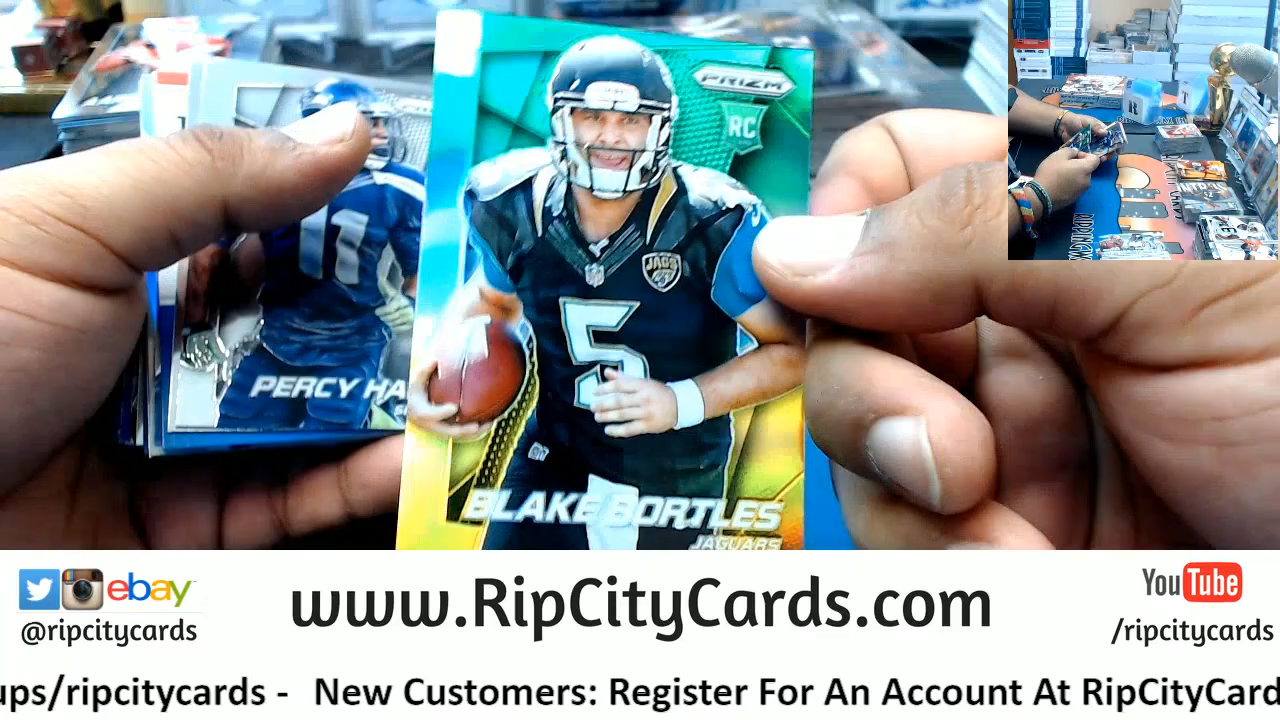 PRIZM
RC
11
JAGS
5
PERCY HA
BLAKE BORTLES
JAGUARS
ebay
@ripcitycards
www.RipCityCards.com
YouTube
/ripcitycards
ups/ripcitycards - New Customers: Register For An Account At RipCityCard